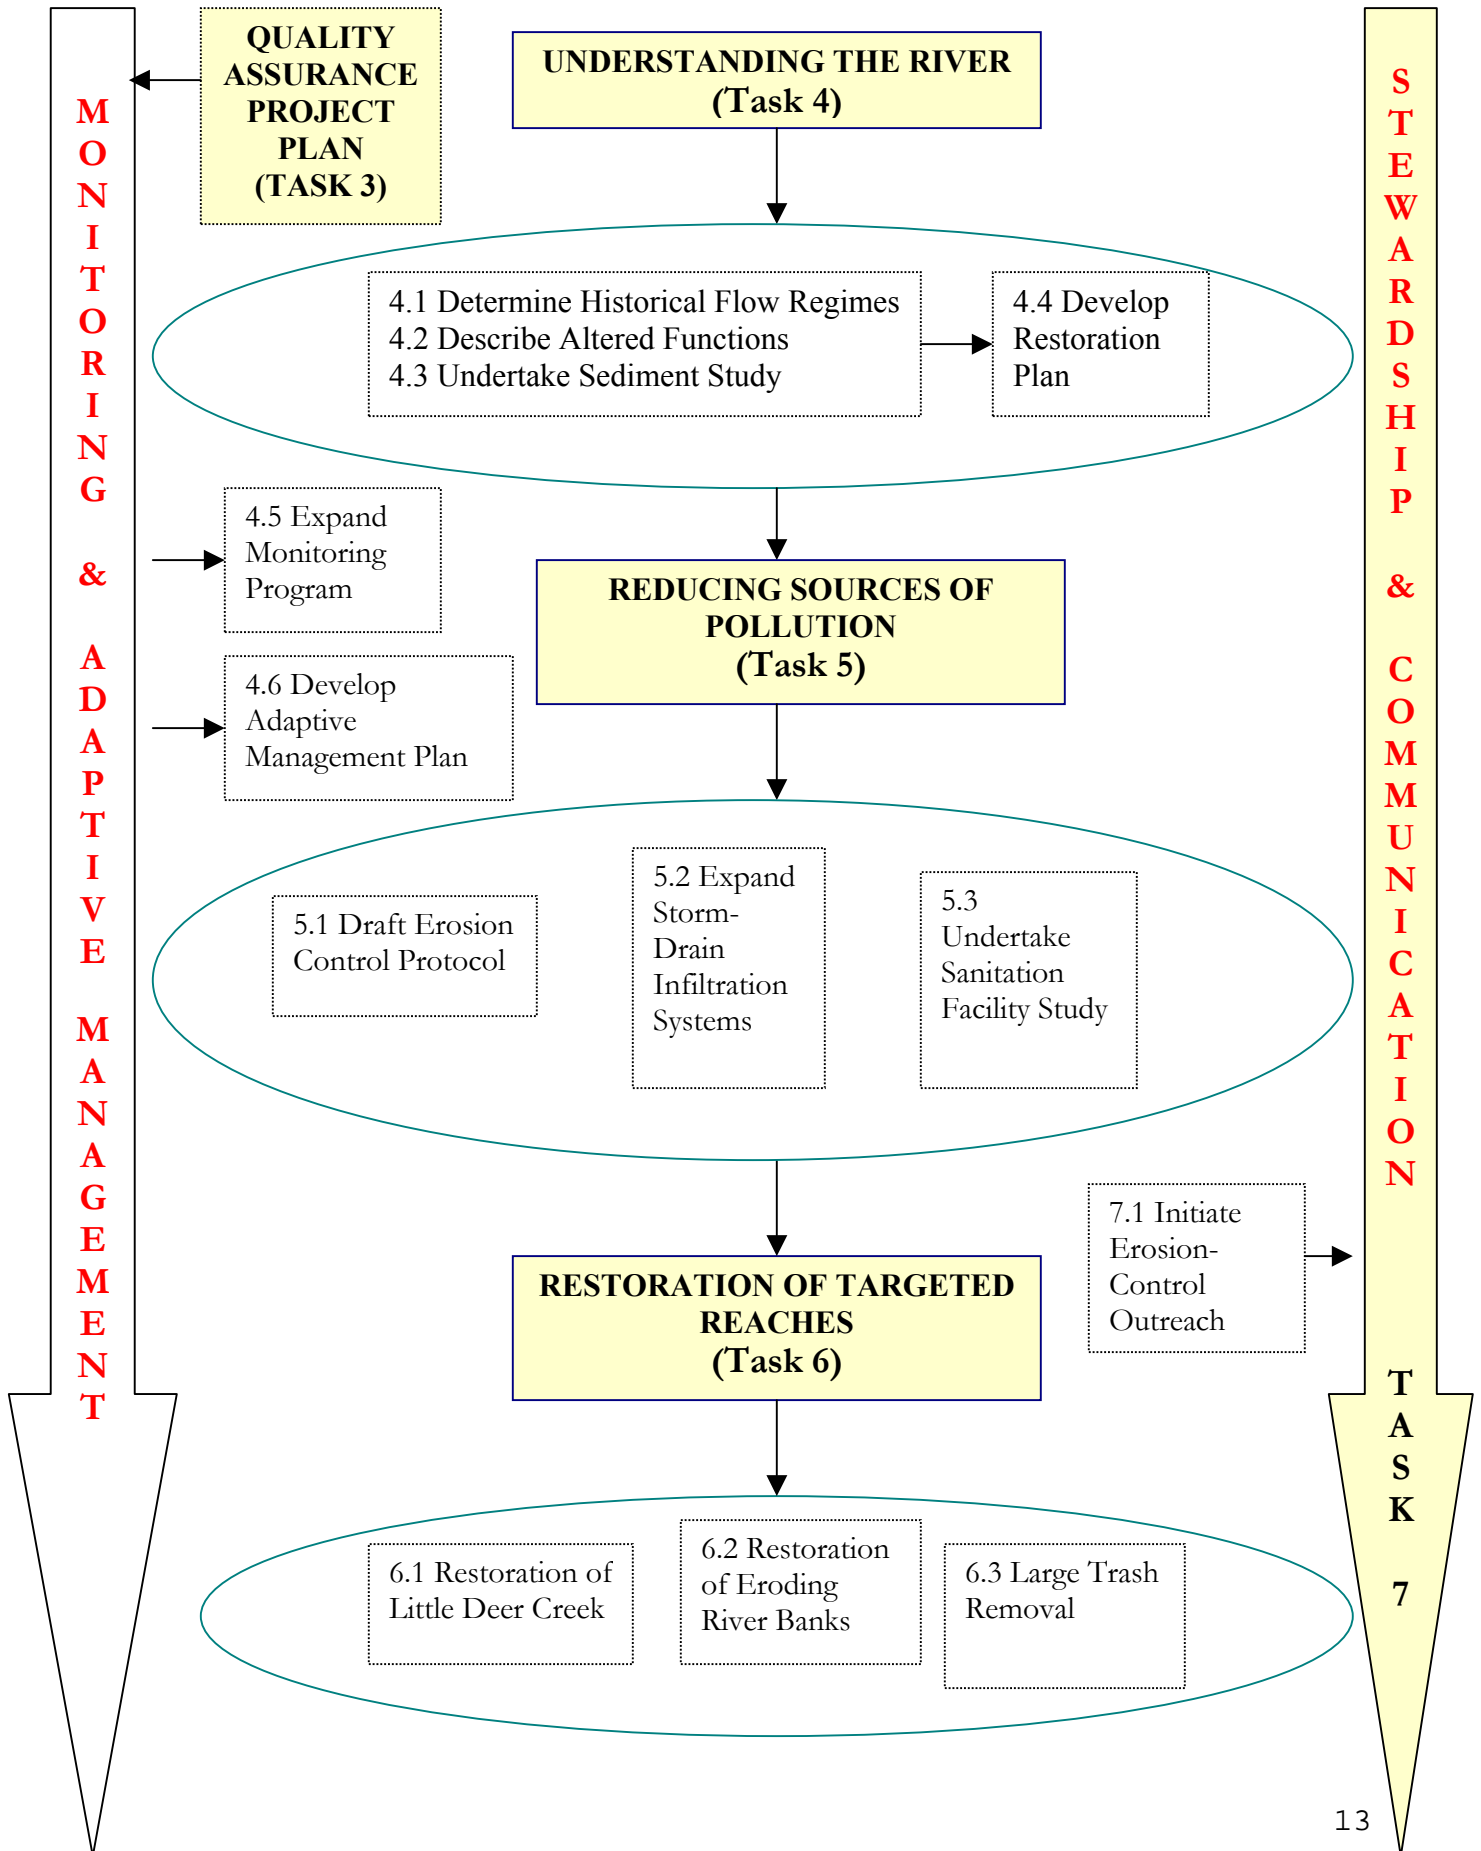 MONITORING & ADAPTIVE MANAGEMENT
QUALITY
ASSURANCE
PROJECT
PLAN
(TASK 3)
UNDERSTANDING THE RIVER
(Task 4)
4.1 Determine Historical Flow Regimes
4.2 Describe Altered Functions
4.3 Undertake Sediment Study
4.4 Develop
Restoration
Plan
4.5 Expand
Monitoring
Program
4.6 Develop
Adaptive
Management Plan
REDUCING SOURCES OF
POLLUTION
(Task 5)
5.1 Draft Erosion
Control Protocol
5.2 Expand
Storm-
Drain
Infiltration
Systems
5.3
Undertake
Sanitation
Facility Study
7.1 Initiate
Erosion-
Control
Outreach
RESTORATION OF TARGETED
REACHES
(Task 6)
6.1 Restoration of
Little Deer Creek
6.2 Restoration
of Eroding
River Banks
6.3 Large Trash
Removal
STEWARDSHIP & COMMUNICATION TASK 7
13